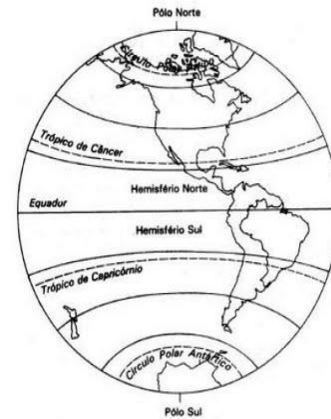 Pólo Norte
Círculo Polar
Trópico de Câncer
Hemisfério Norte
Equador
Hemisfério Sul
Trópico de Capricórnio
Círculo Polar Antártico
Pólo Sul